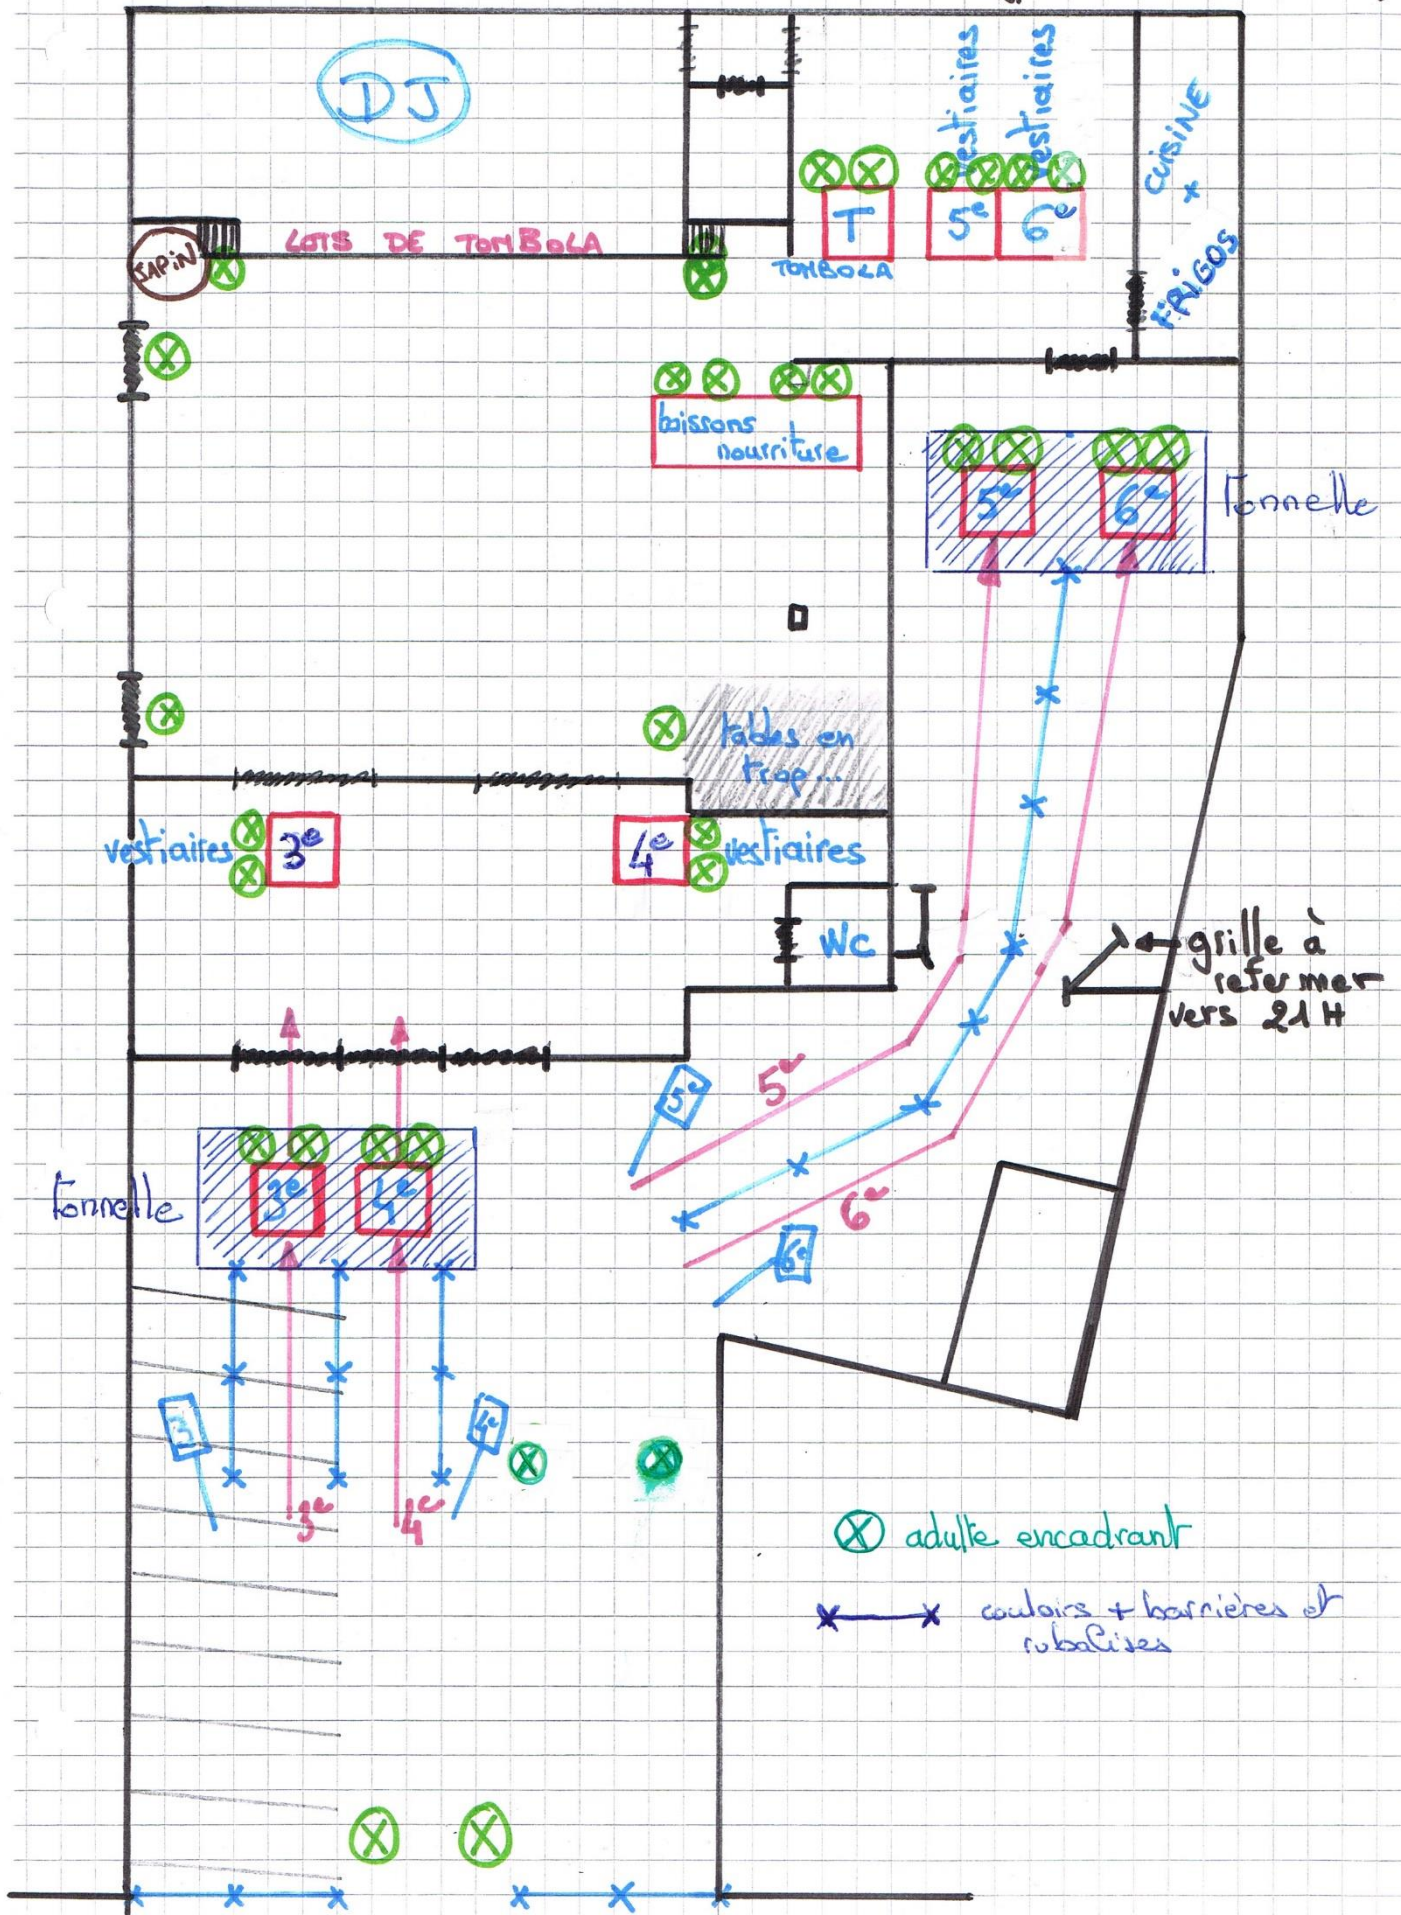 DJ
vestiaires
vestiaires
CUISINE
+
FRIGOS
T
5e
6e
TOMBOLA
SAPIN
LOTS DE TOMBOLA
boissons
nourriture
5e
6e
Tonnelle
tables en
trop...
vestiaires
3e
4e
vestiaires
WC
grille à
refermer
vers 21H
5e
5e
Tonnelle
3e
4e
6e
6e
3
4e
3e
4e
adulte encadrant
couloirs + barrières et
rubalises